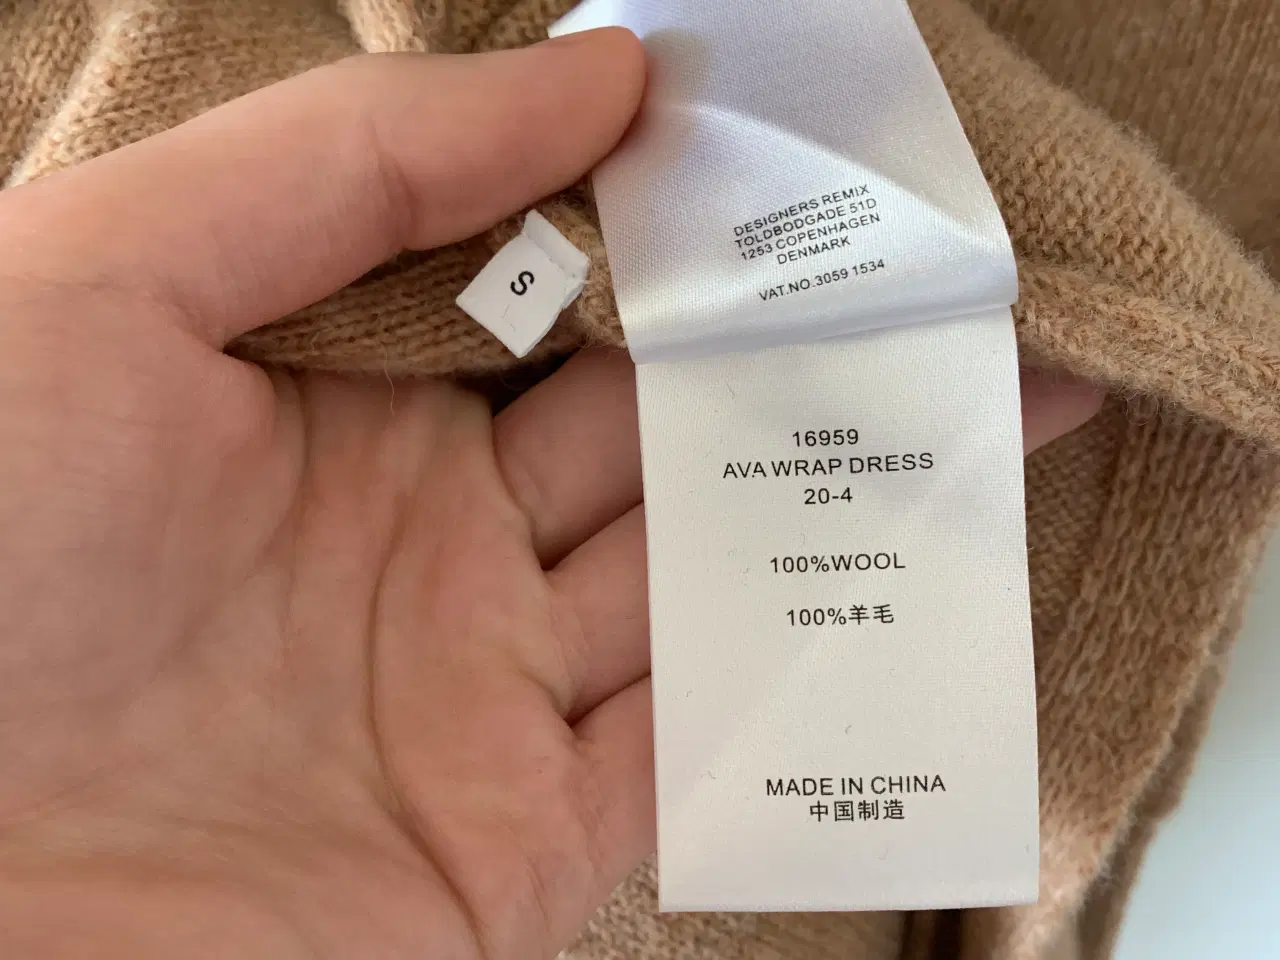 DESIGNERS REMIX
TOLDBODGADE 51D
1253 COPENHAGEN
DENMARK
VAT.NO.3059 1534
S
16959
AVA WRAP DRESS
20-4
100%WOOL
100%羊毛
MADE IN CHINA
中国制造